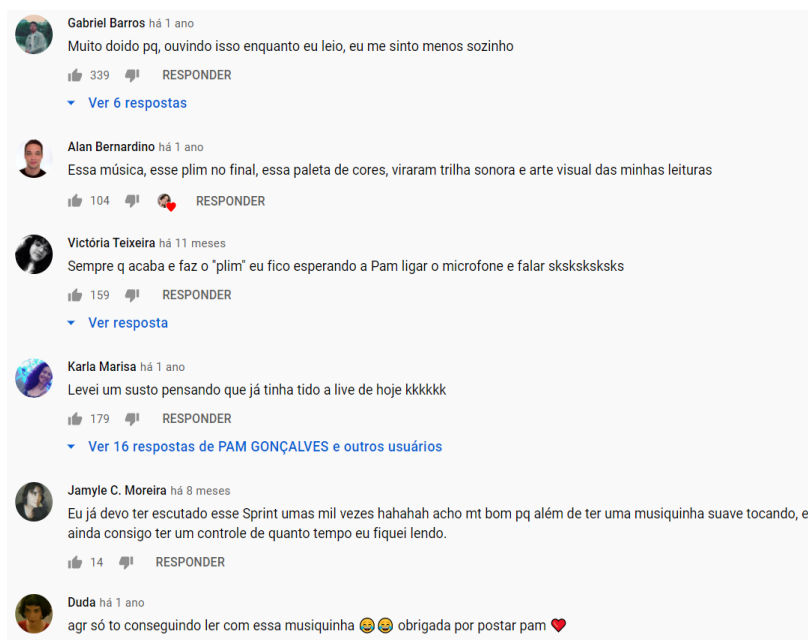 Gabriel Barros há 1 ano
Muito doido pq, ouvindo isso enquanto eu leio, eu me sinto menos sozinho
339 RESPONDER
Ver 6 respostas
Alan Bernardino há 1 ano
Essa música, esse plim no final, essa paleta de cores, viraram trilha sonora e arte visual das minhas leituras
104 RESPONDER
Victória Teixeira há 11 meses
Sempre q acaba e faz o "plim" eu fico esperando a Pam ligar o microfone e falar sksksksksks
159 RESPONDER
Ver resposta
Karla Marisa há 1 ano
Levei um susto pensando que já tinha tido a live de hoje kkkkkk
179 RESPONDER
Ver 16 respostas de PAM GONÇALVES e outros usuários
Jamyle C. Moreira há 8 meses
Eu já devo ter escutado esse Sprint umas mil vezes hahahah acho mt bom pq além de ter uma musiquinha suave tocando, e
ainda consigo ter um controle de quanto tempo eu fiquei lendo.
14 RESPONDER
Duda há 1 ano
agr só to conseguindo ler com essa musiquinha 😂😂 obrigada por postar pam ❤